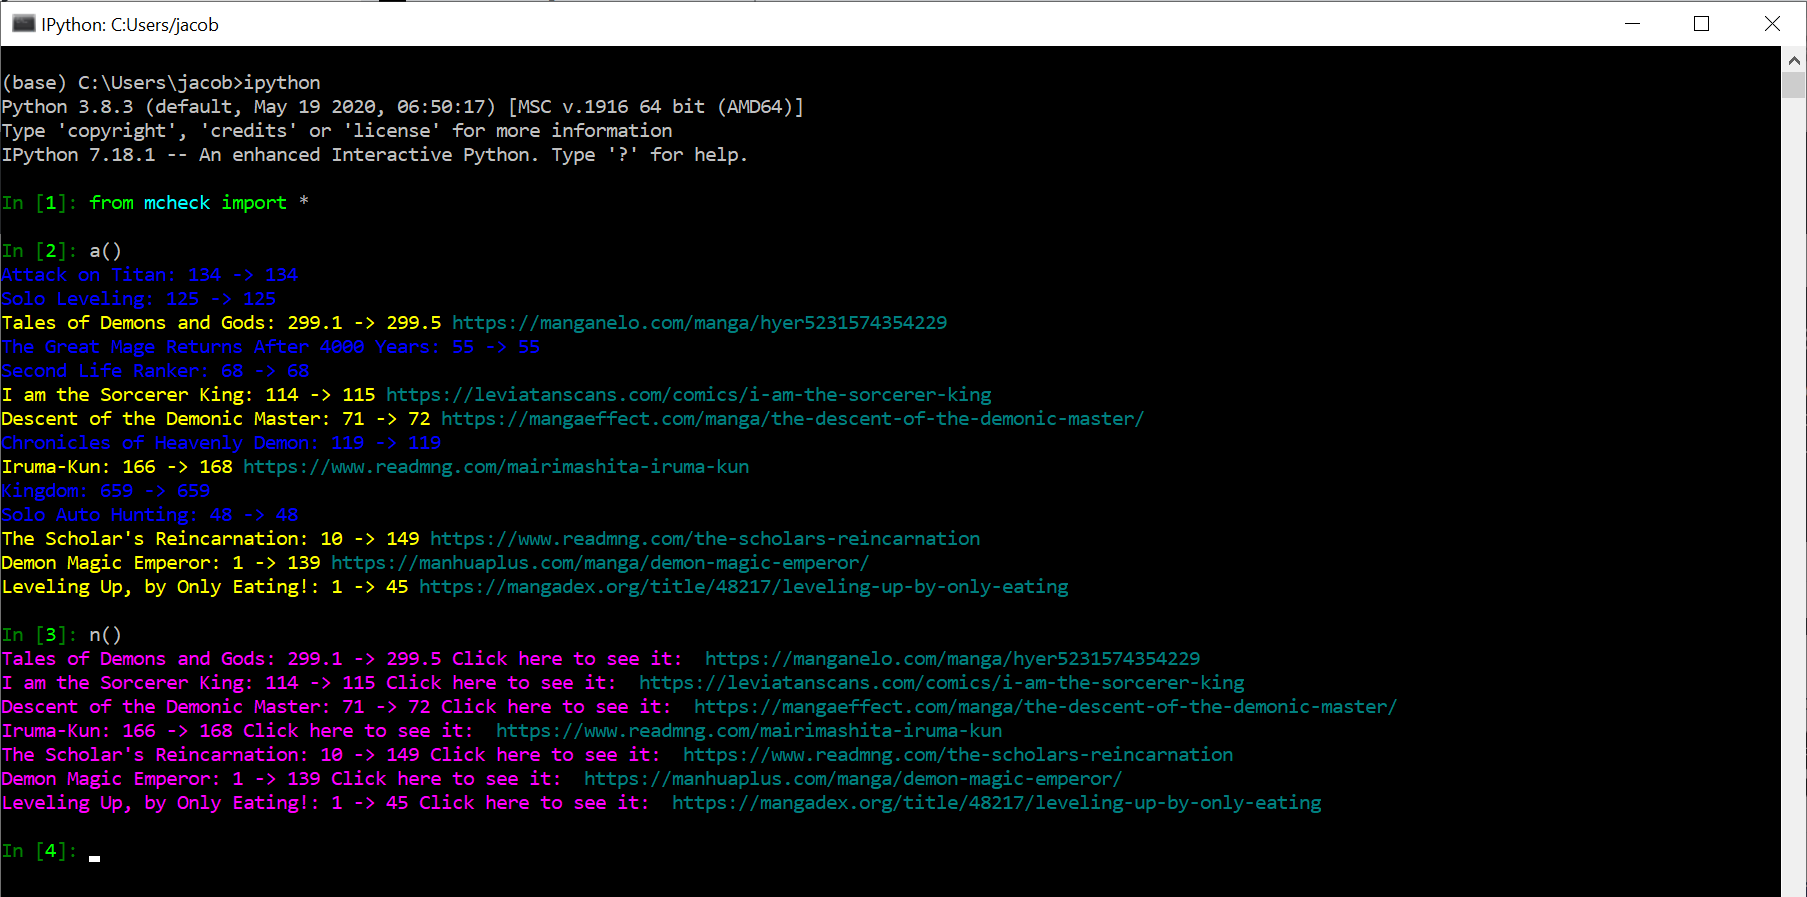 IPython: C:Users/jacob
(base) C:\Users\jacob>ipython
Python 3.8.3 (default, May 19 2020, 06:50:17) [MSC v.1916 64 bit (AMD64)]
Type 'copyright', 'credits' or 'license' for more information
IPython 7.18.1 -- An enhanced Interactive Python. Type '?' for help.
In [1]: from mcheck import *
In [2]: a()
Attack on Titan: 134 -> 134
Solo Leveling: 125 -> 125
Tales of Demons and Gods: 299.1 -> 299.5 https://manganelo.com/manga/hyer5231574354229
The Great Mage Returns After 4000 Years: 55 -> 55
Second Life Ranker: 68 -> 68
I am the Sorcerer King: 114 -> 115 https://leviatanscans.com/comics/i-am-the-sorcerer-king
Descent of the Demonic Master: 71 -> 72 https://mangaeffect.com/manga/the-descent-of-the-demonic-master/
Chronicles of Heavenly Demon: 119 -> 119
Iruma-Kun: 166 -> 168 https://www.readmng.com/mairimashita-iruma-kun
Kingdom: 659 -> 659
Solo Auto Hunting: 48 -> 48
The Scholar's Reincarnation: 10 -> 149 https://www.readmng.com/the-scholars-reincarnation
Demon Magic Emperor: 1 -> 139 https://manhuaplus.com/manga/demon-magic-emperor/
Leveling Up, by Only Eating!: 1 -> 45 https://mangadex.org/title/48217/leveling-up-by-only-eating
In [3]: n()
Tales of Demons and Gods: 299.1 -> 299.5 Click here to see it:  https://manganelo.com/manga/hyer5231574354229
I am the Sorcerer King: 114 -> 115 Click here to see it:  https://leviatanscans.com/comics/i-am-the-sorcerer-king
Descent of the Demonic Master: 71 -> 72 Click here to see it:  https://mangaeffect.com/manga/the-descent-of-the-demonic-master/
Iruma-Kun: 166 -> 168 Click here to see it:  https://www.readmng.com/mairimashita-iruma-kun
The Scholar's Reincarnation: 10 -> 149 Click here to see it:  https://www.readmng.com/the-scholars-reincarnation
Demon Magic Emperor: 1 -> 139 Click here to see it:  https://manhuaplus.com/manga/demon-magic-emperor/
Leveling Up, by Only Eating!: 1 -> 45 Click here to see it:  https://mangadex.org/title/48217/leveling-up-by-only-eating
In [4]: